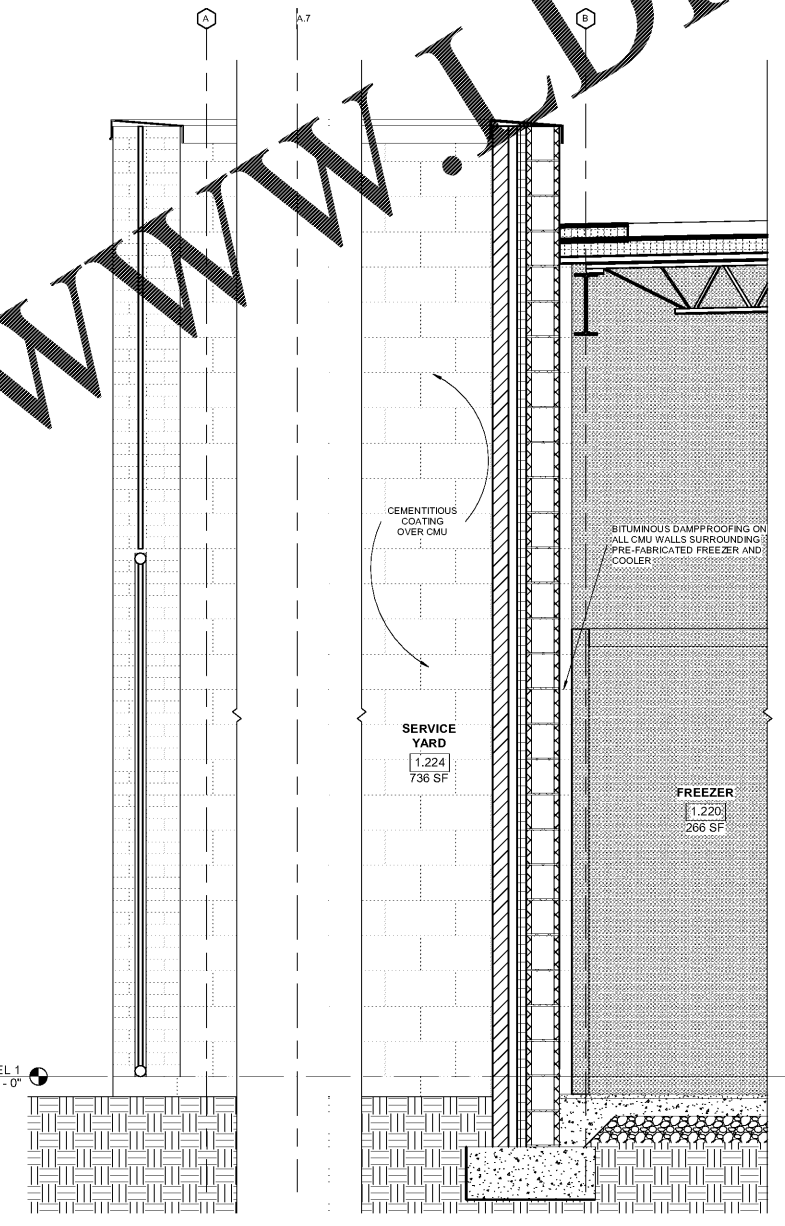 A
A.7
B
WWW.LD
CEMENTITIOUS
COATING
OVER CMU
BITUMINOUS DAMPPROOFING ON
ALL CMU WALLS SURROUNDING
PRE-FABRICATED FREEZER AND
COOLER
SERVICE
YARD
1.224
736 SF
FREEZER
1.220
266 SF
EL 1
- 0"